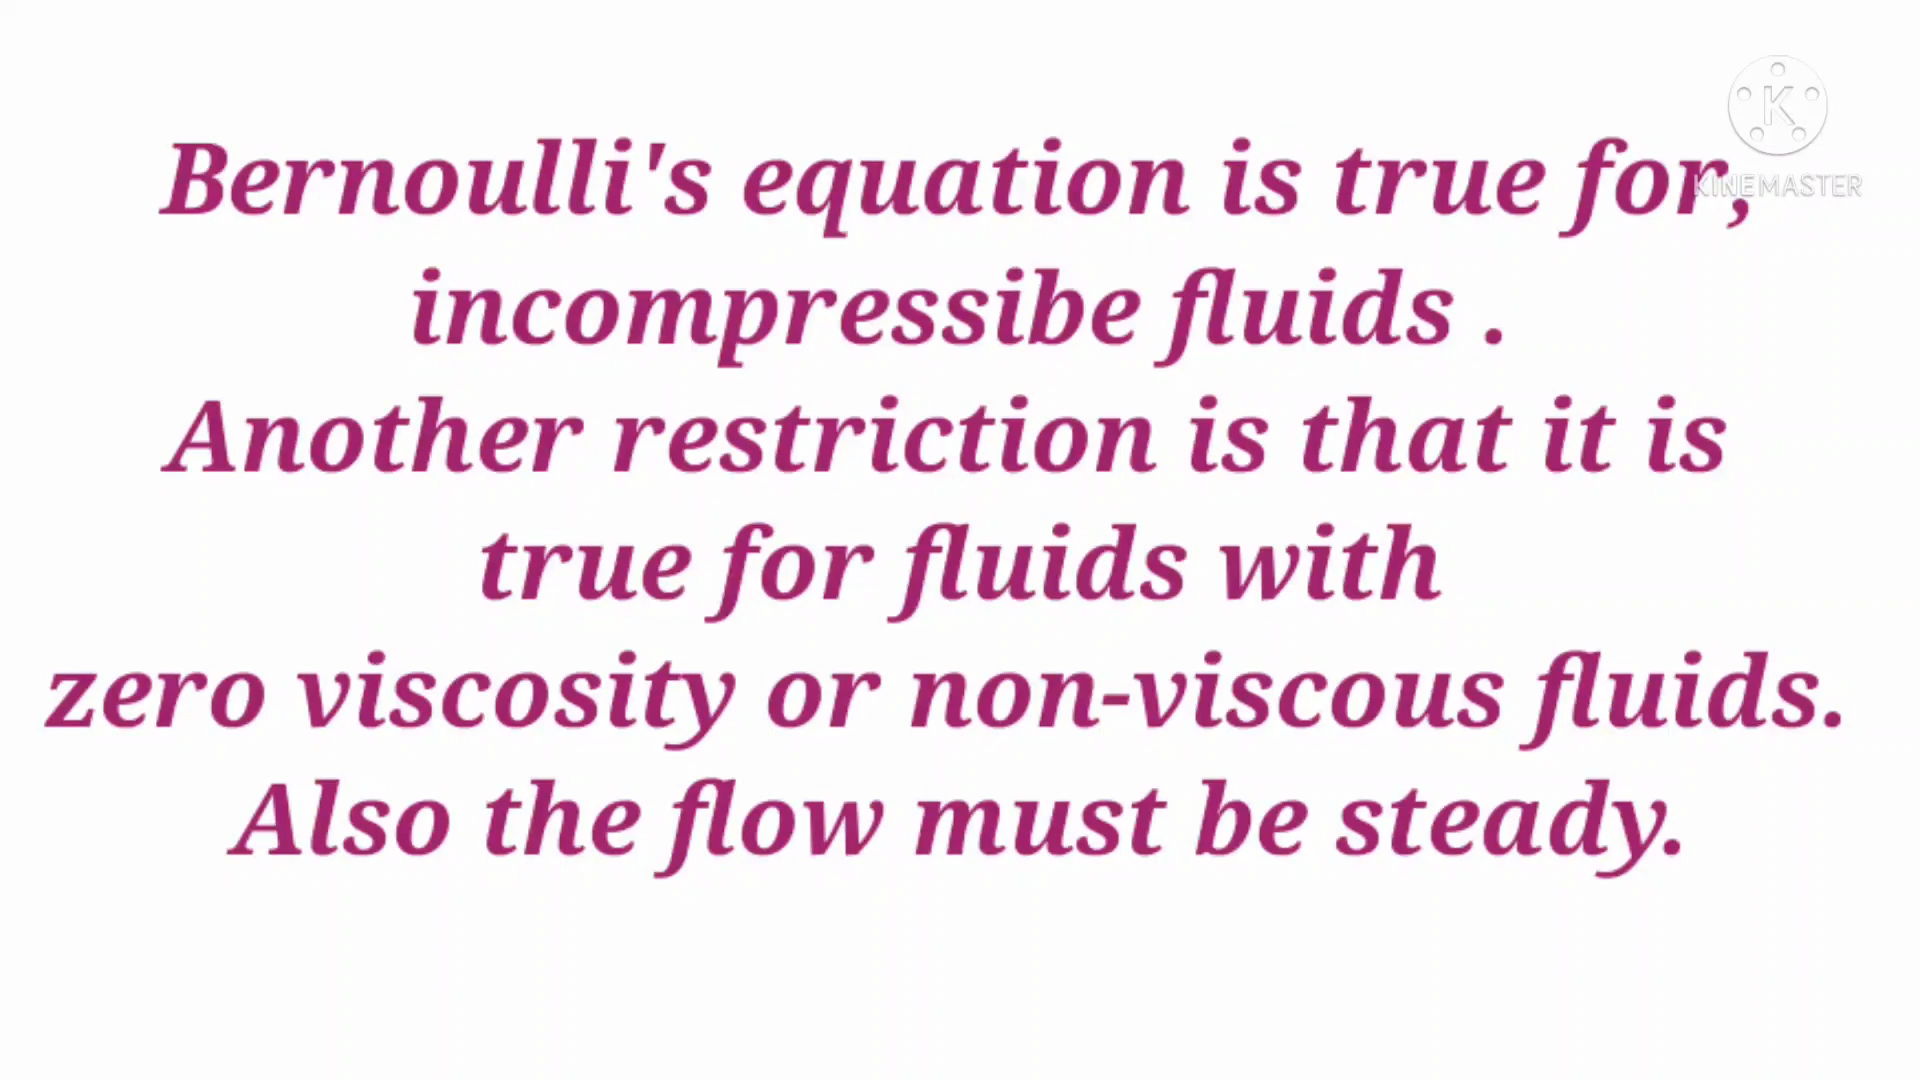 Bernoulli's equation is true for,
incompressibe fluids .
Another restriction is that it is
true for fluids with
zero viscosity or non-viscous fluids.
Also the flow must be steady.
K
KINEMASTER